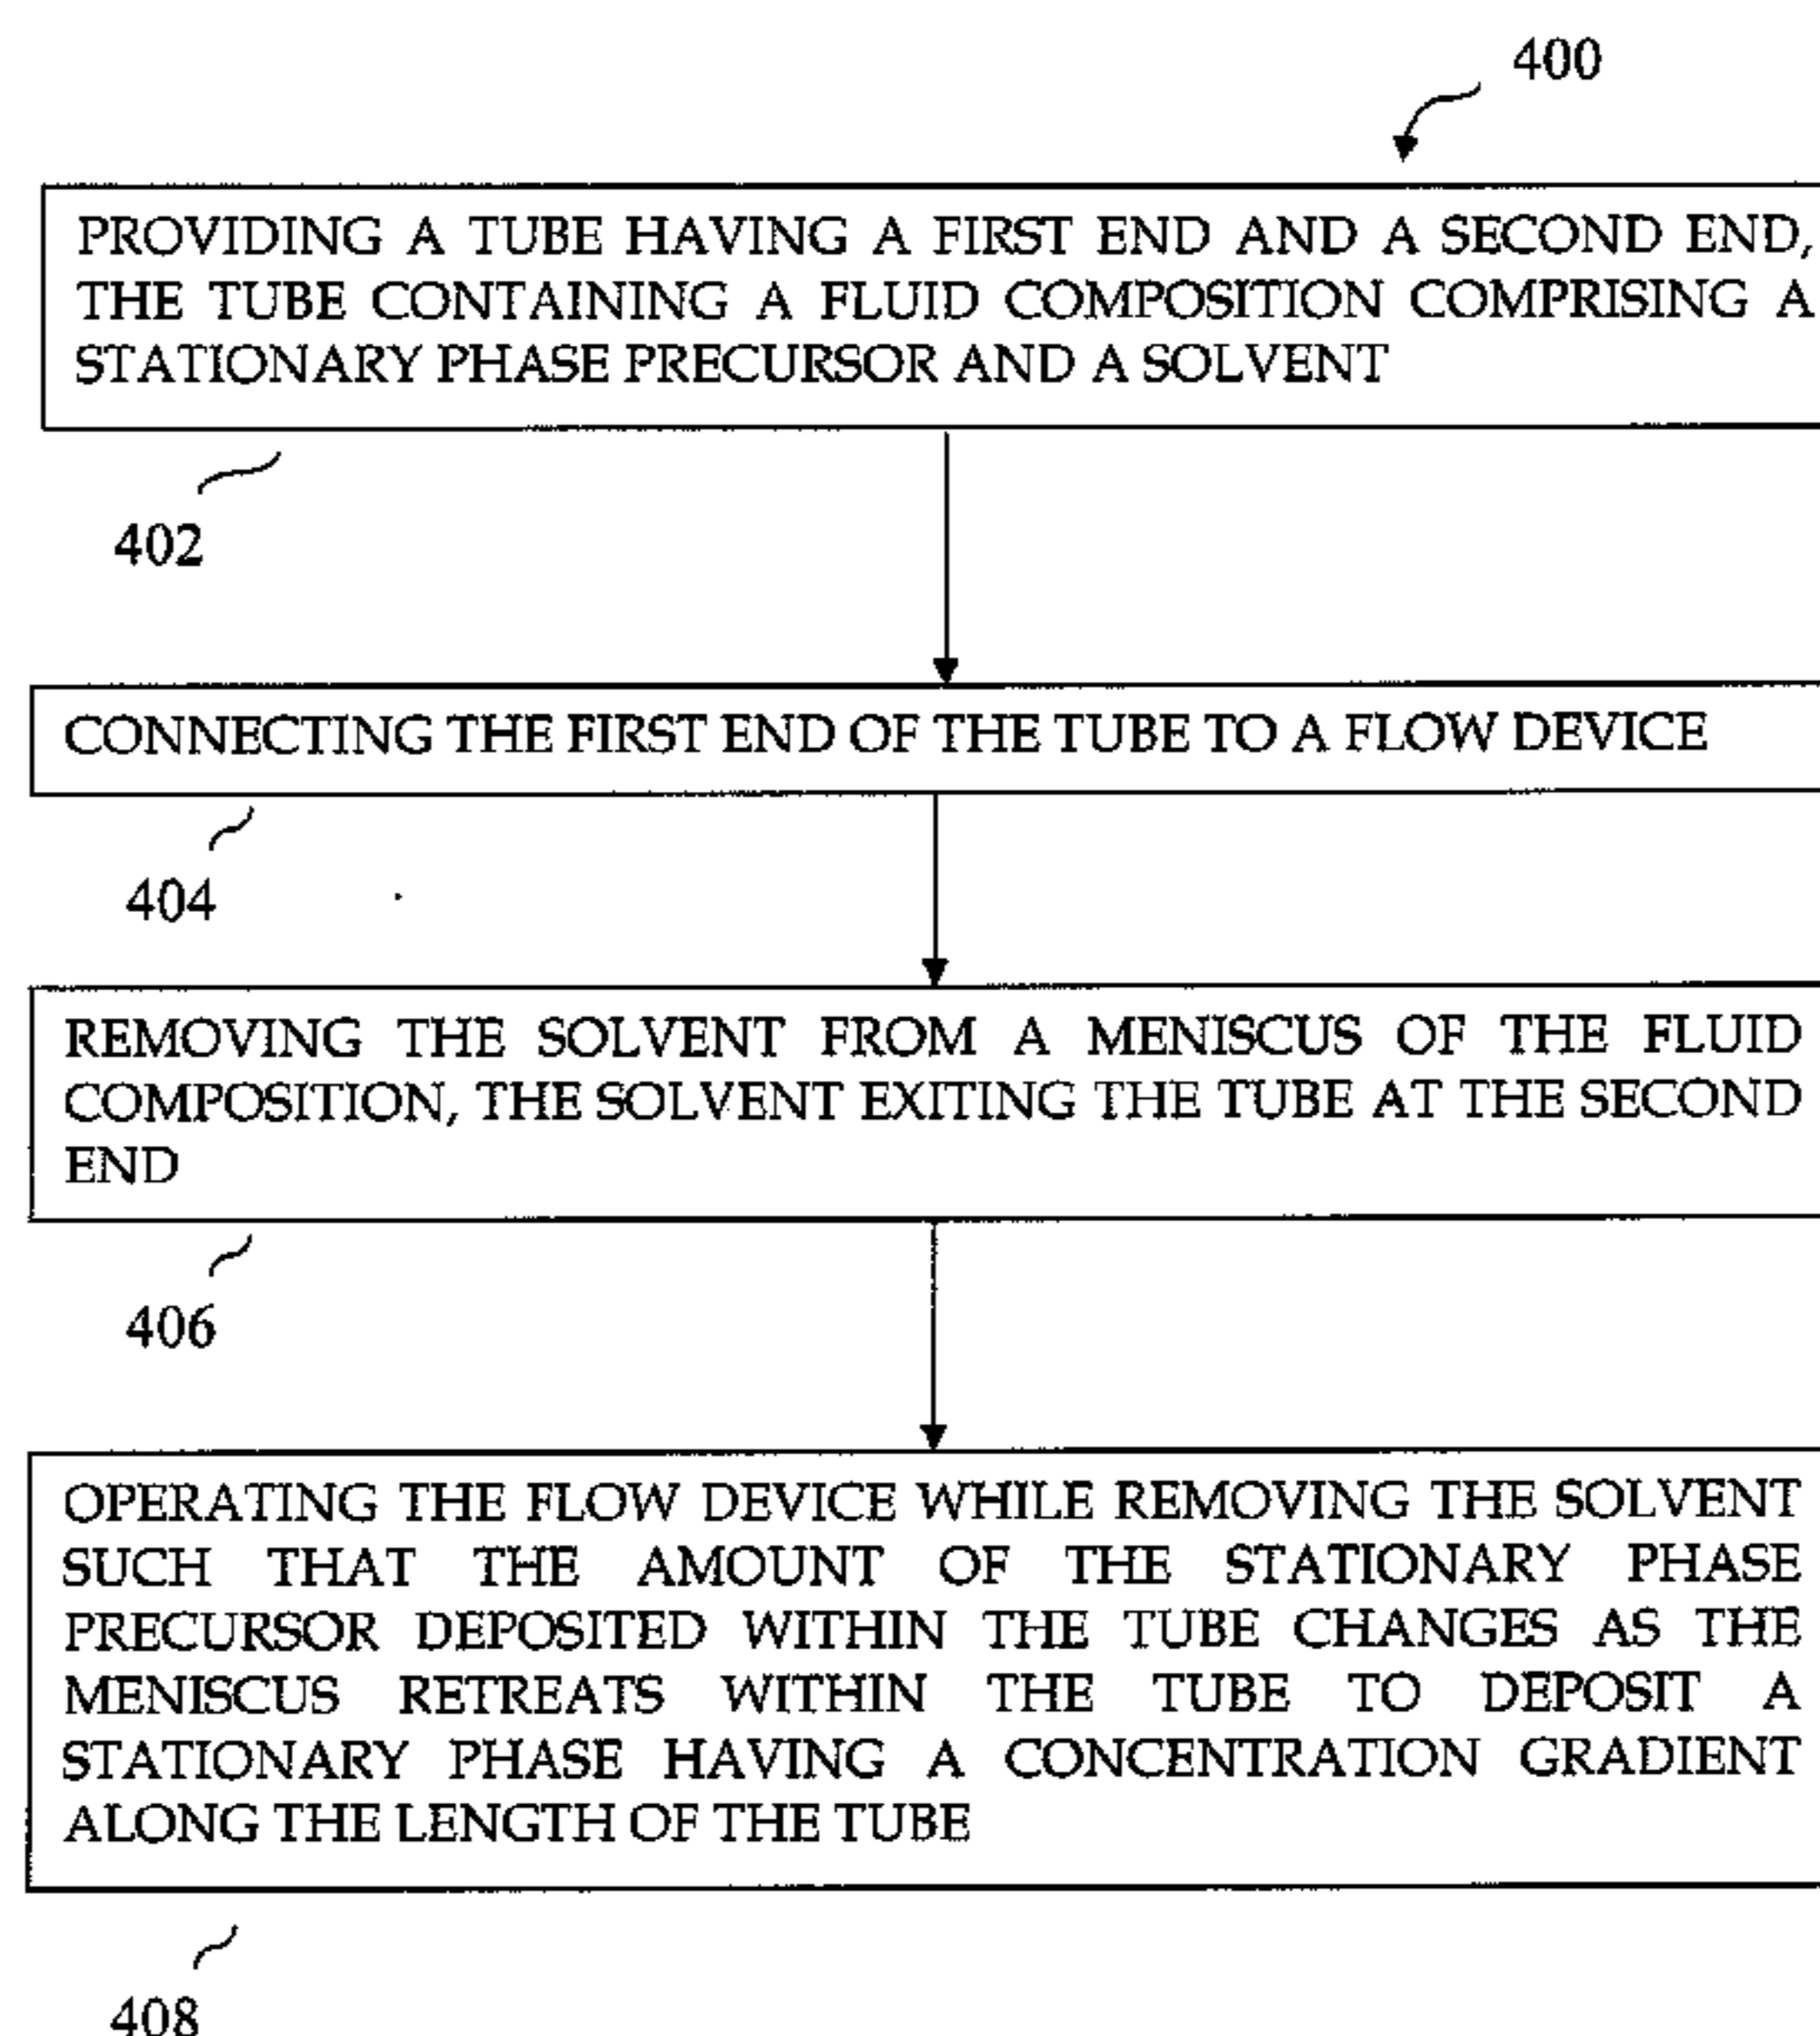 400
PROVIDING A TUBE HAVING A FIRST END AND A SECOND END,
THE TUBE CONTAINING A FLUID COMPOSITION COMPRISING A
STATIONARY PHASE PRECURSOR AND A SOLVENT
402
CONNECTING THE FIRST END OF THE TUBE TO A FLOW DEVICE
404
REMOVING THE SOLVENT FROM A MENISCUS OF THE FLUID
COMPOSITION, THE SOLVENT EXITING THE TUBE AT THE SECOND
END
406
OPERATING THE FLOW DEVICE WHILE REMOVING THE SOLVENT
SUCH THAT THE AMOUNT OF THE STATIONARY PHASE
PRECURSOR DEPOSITED WITHIN THE TUBE CHANGES AS THE
MENISCUS RETREATS WITHIN THE TUBE TO DEPOSIT A
STATIONARY PHASE HAVING A CONCENTRATION GRADIENT
ALONG THE LENGTH OF THE TUBE
408